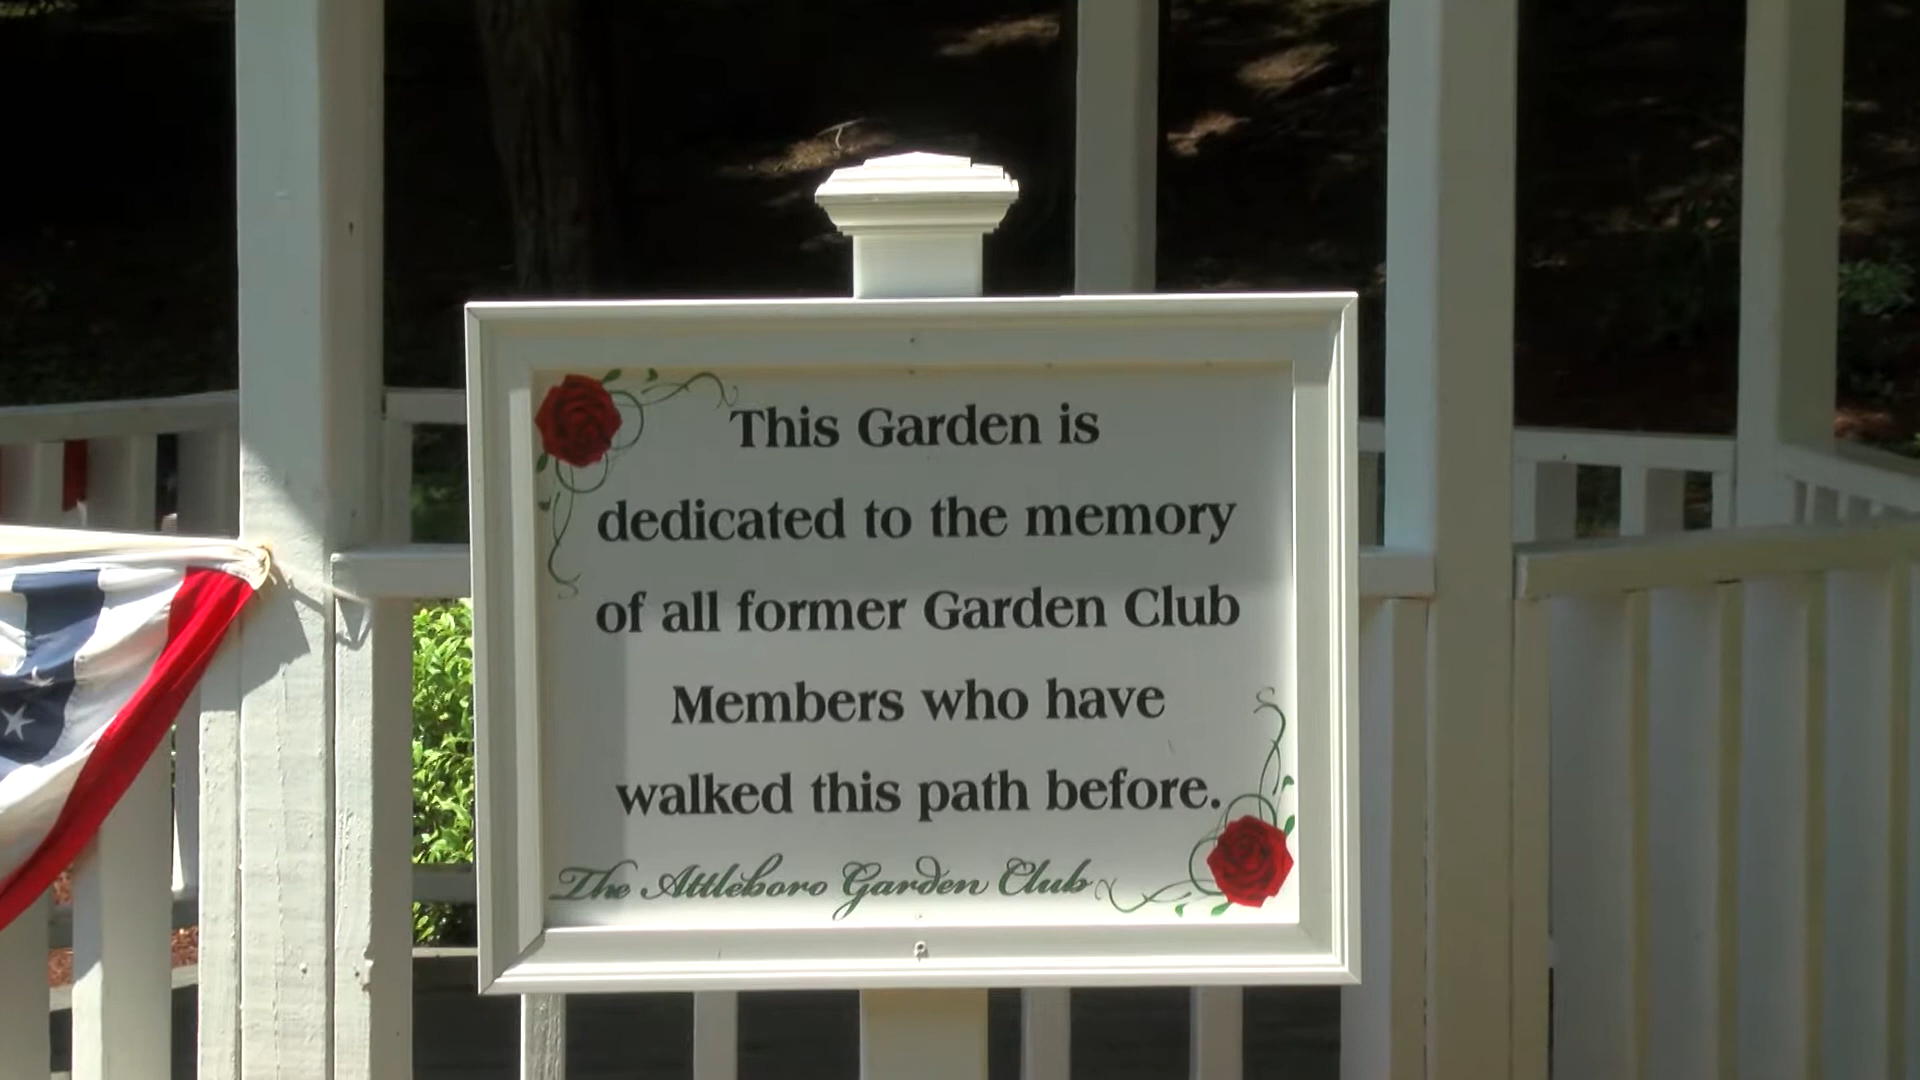 This Garden is
dedicated to the memory
of all former Garden Club
Members who have
walked this path before.
The Attleboro Garden Club